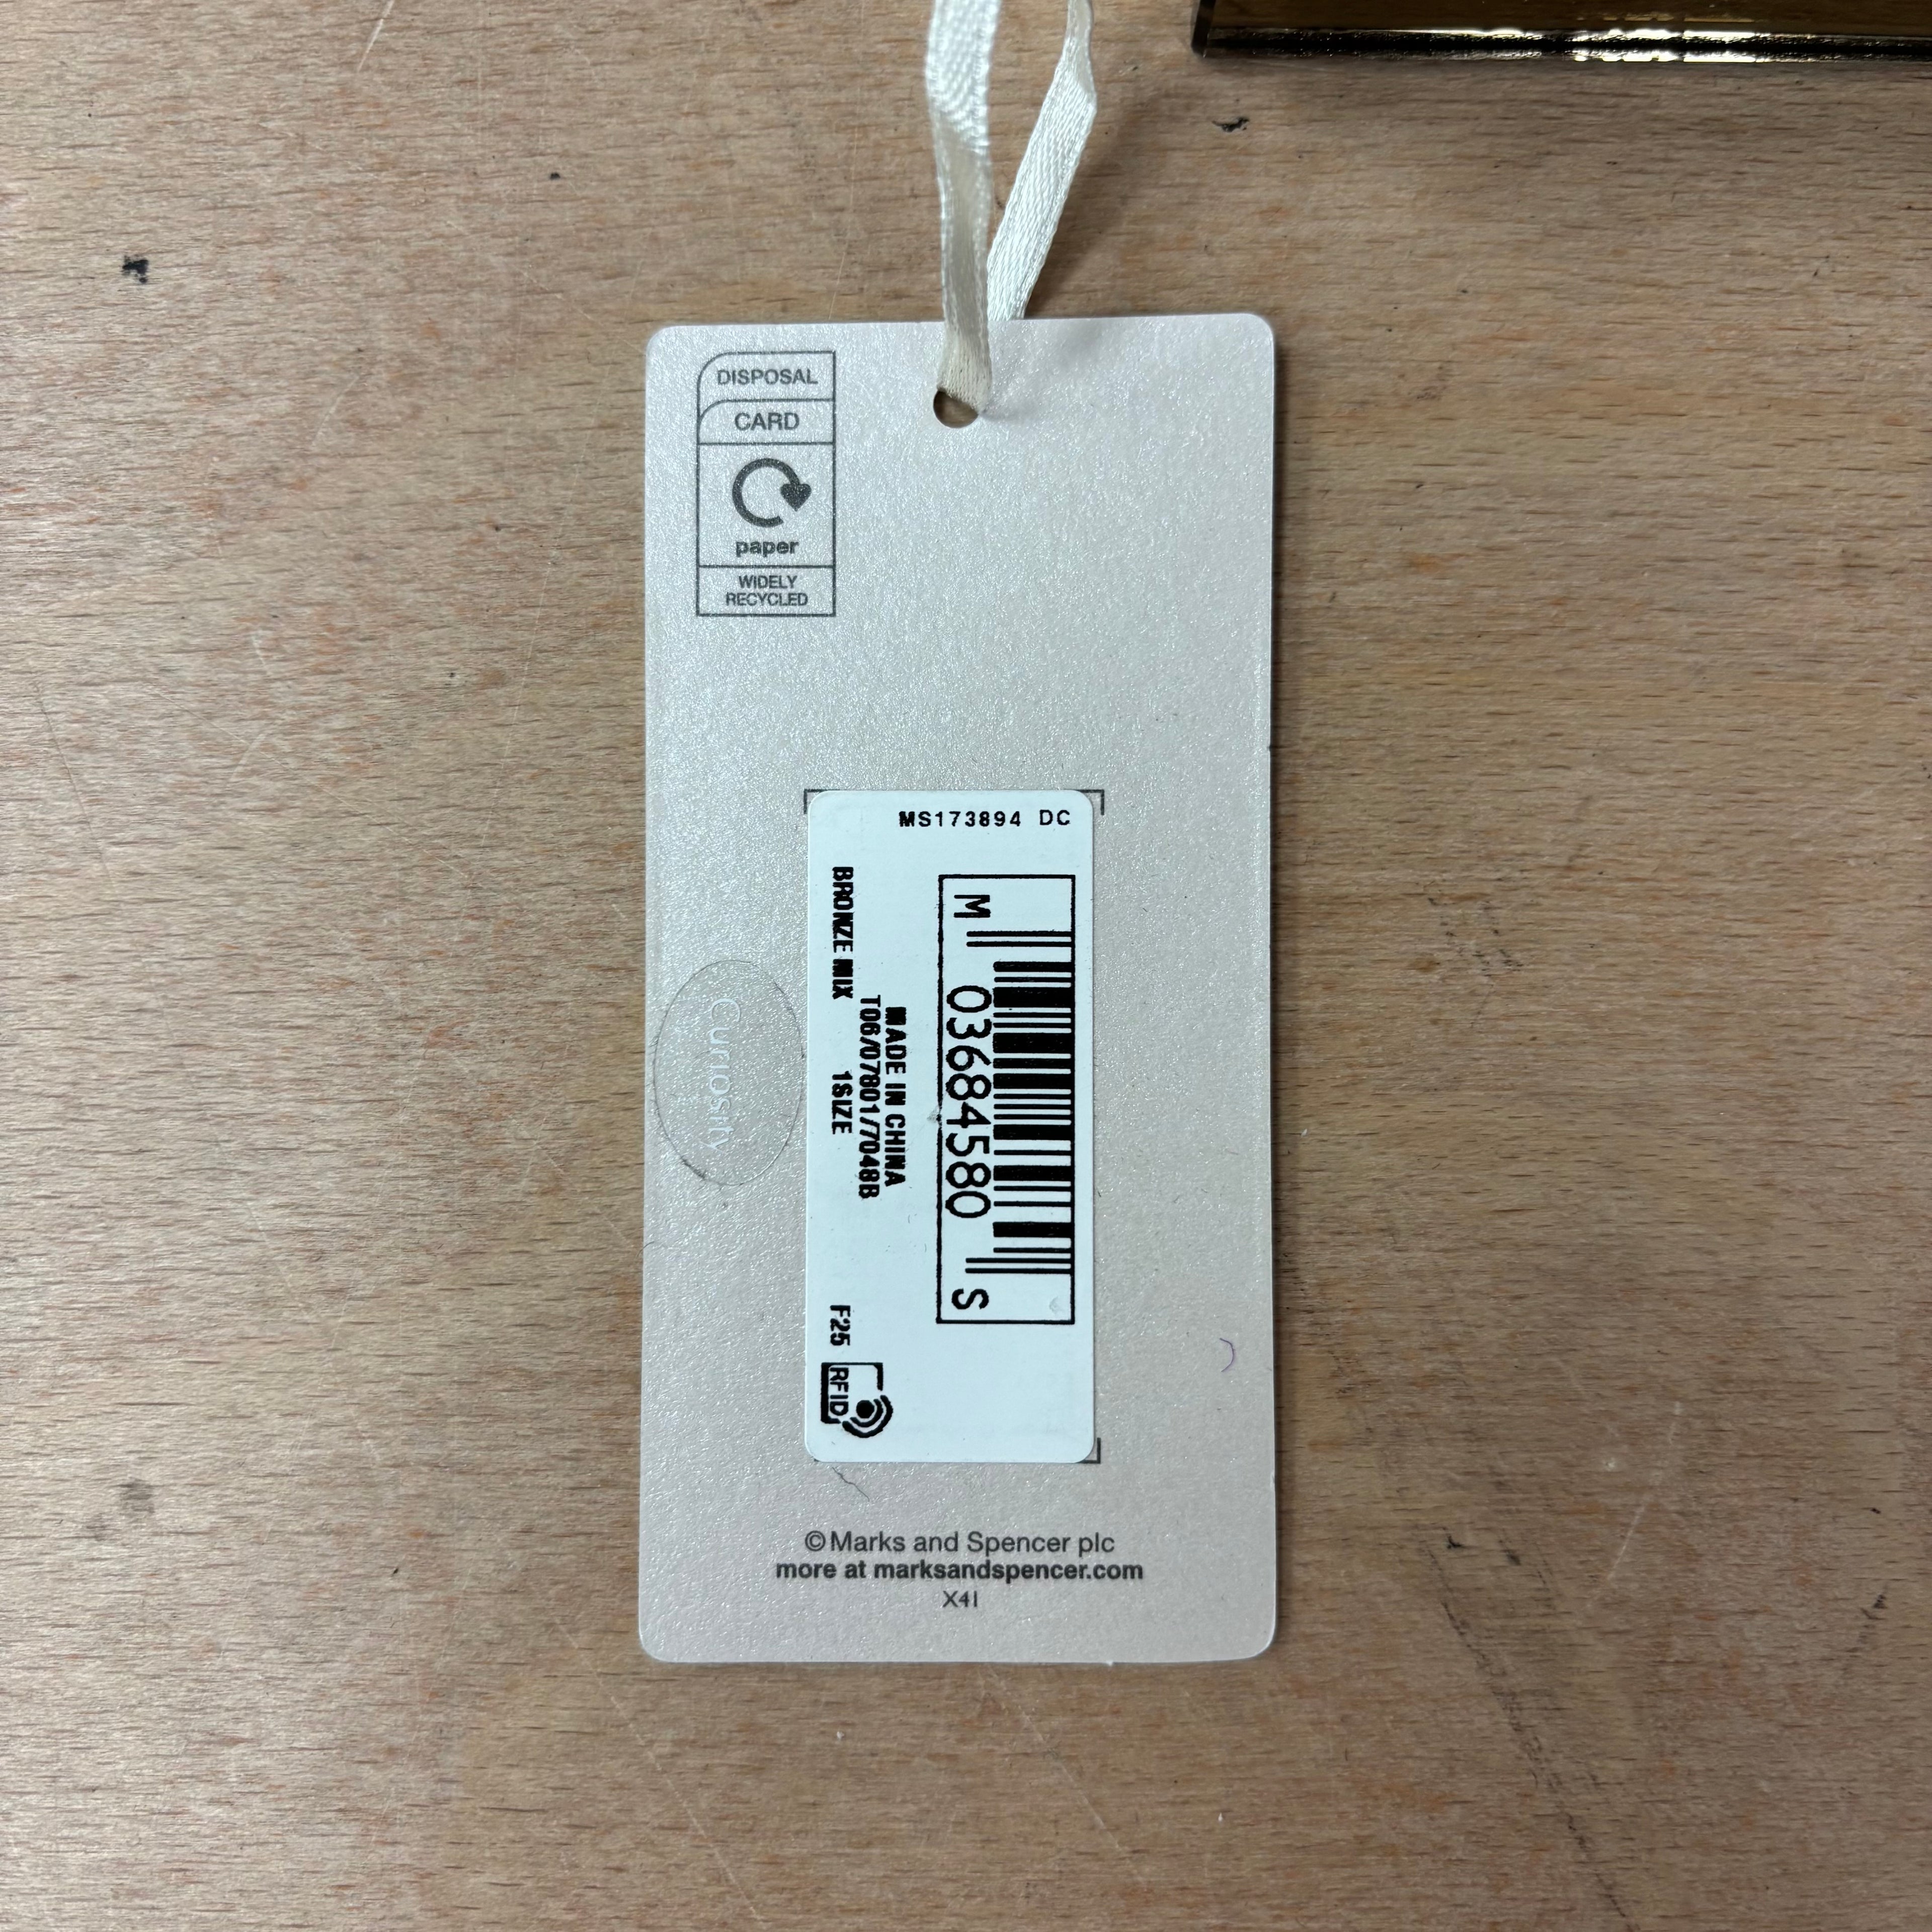 DISPOSAL
CARD
paper
WIDELY
RECYCLED
MS173894 DC
M 03684580 S
MADE IN CHINA
T06/07801/7048B
BRONZE MIX 1SIZE F25
RFID
Curiosity
©Marks and Spencer plc
more at marksandspencer.com
X41